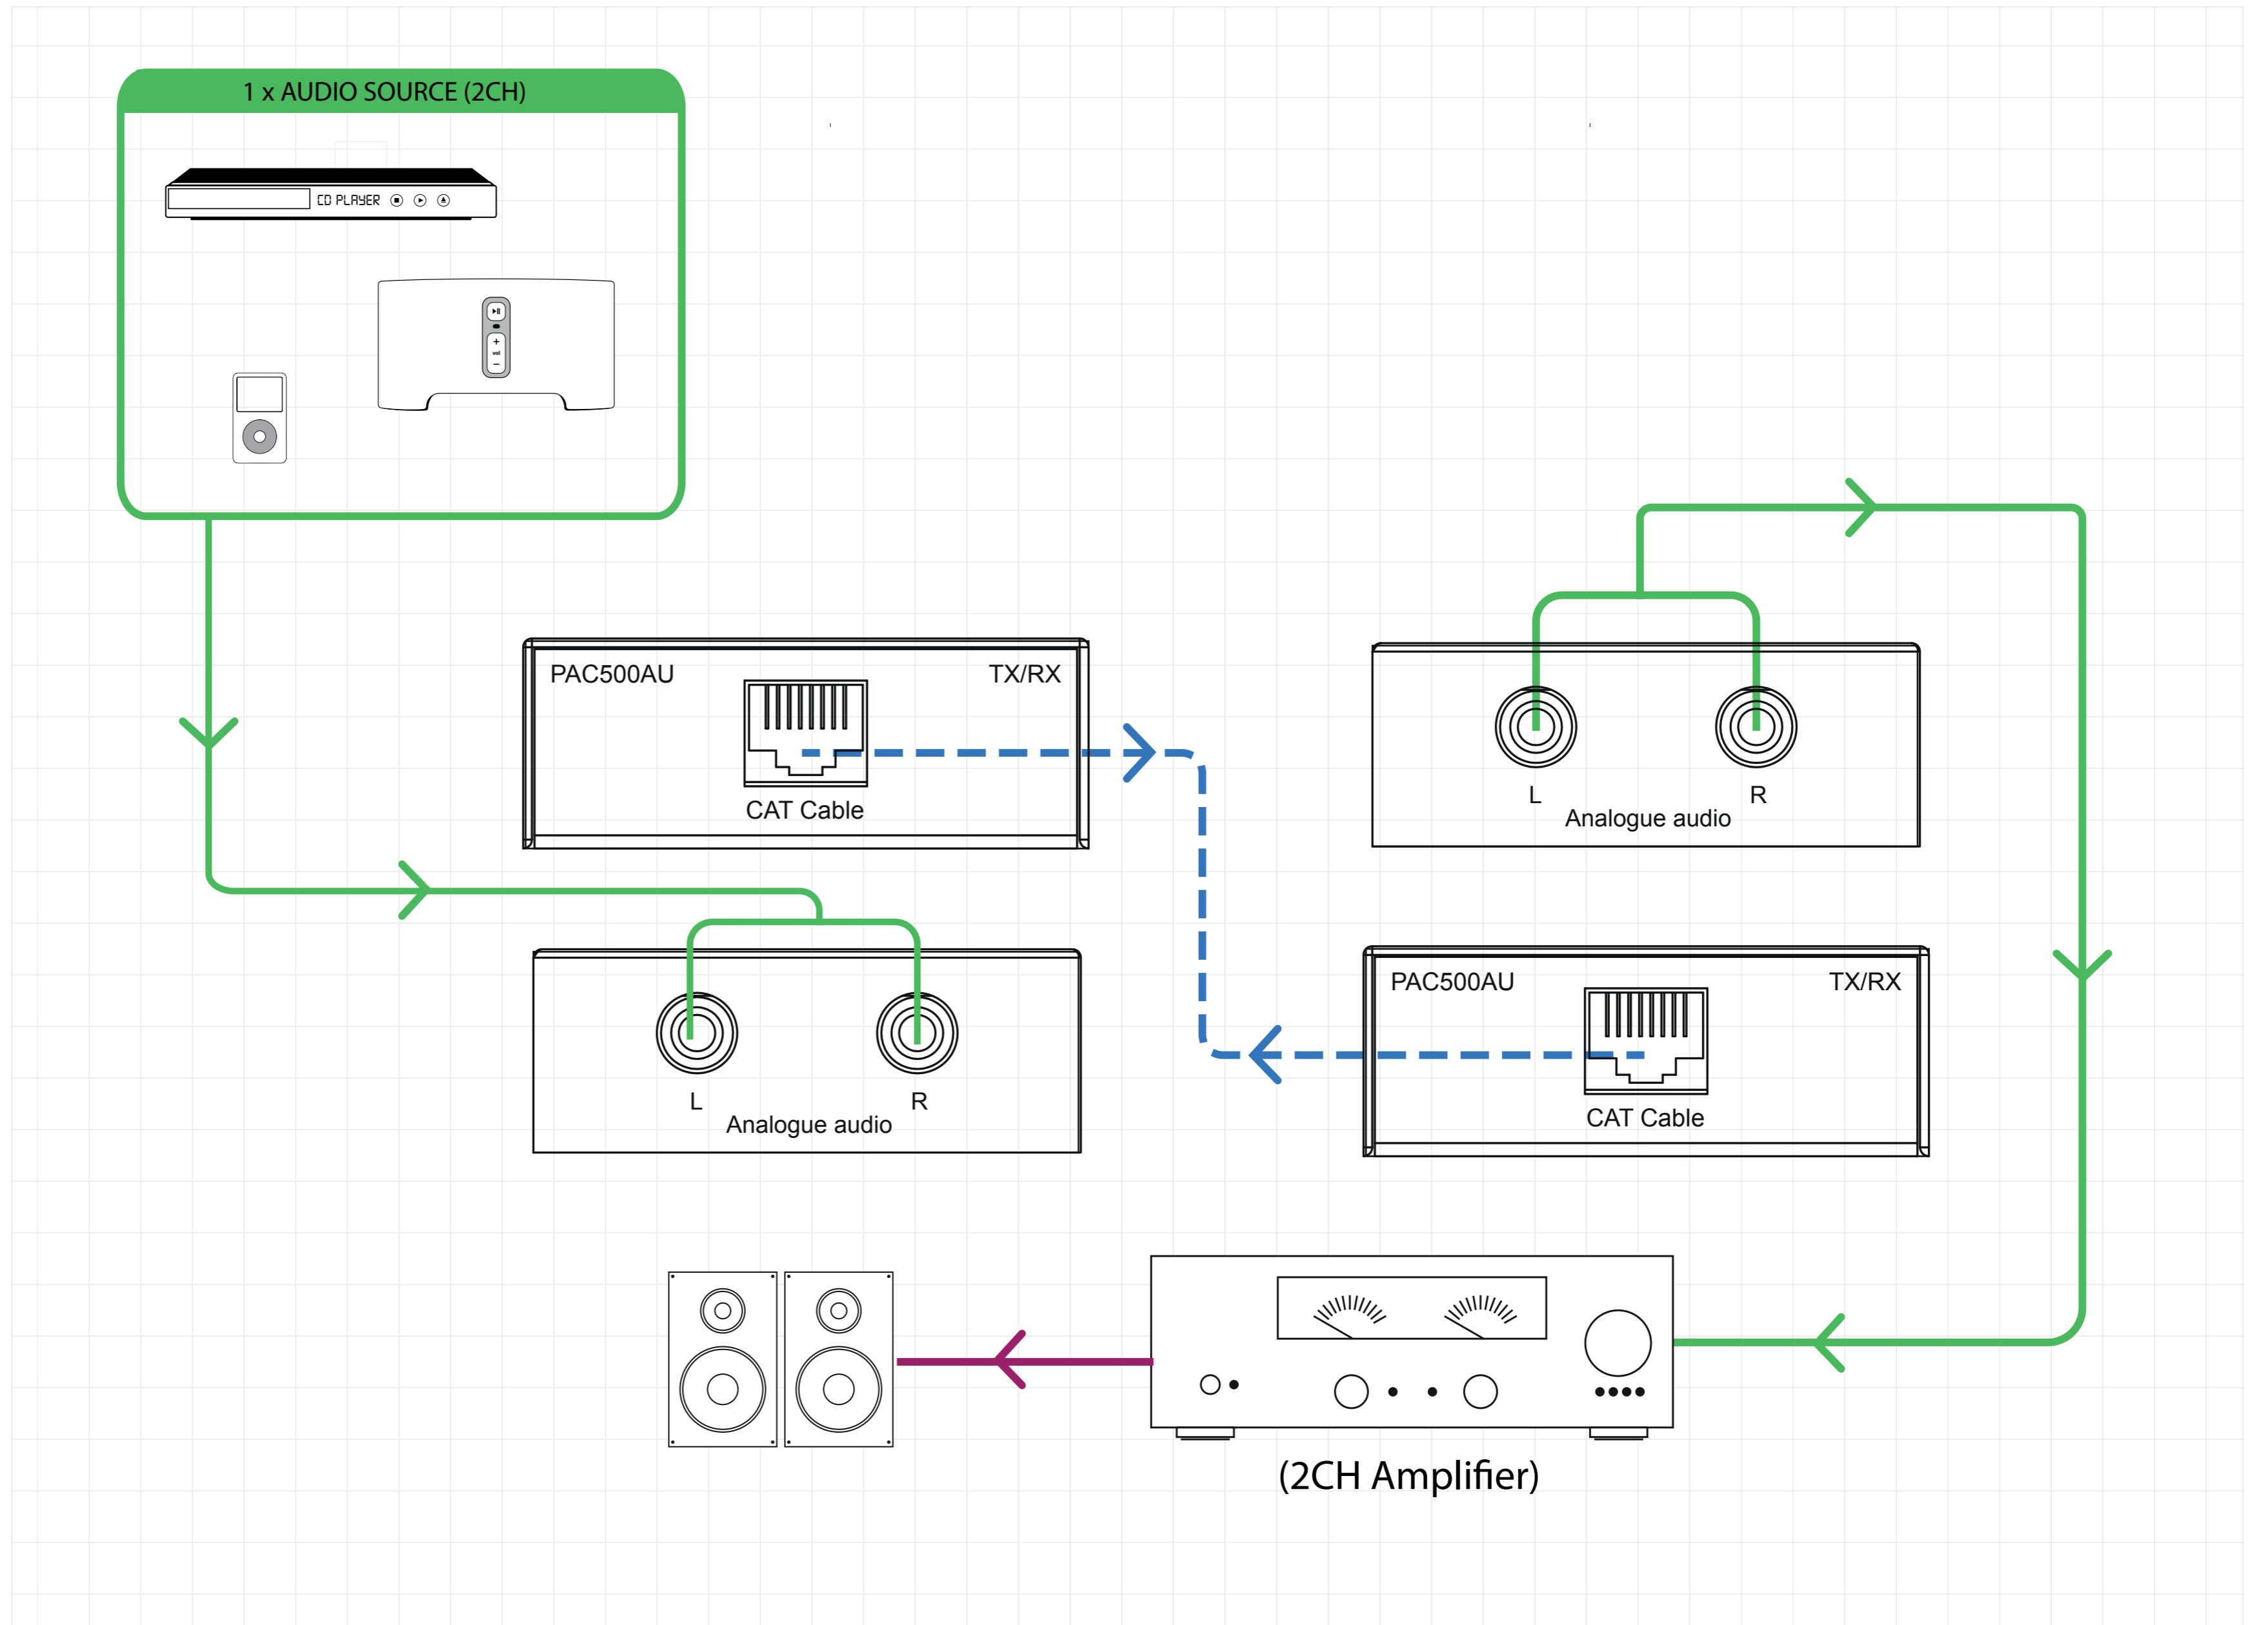 1 x AUDIO SOURCE (2CH)
CD PLAYER
+
vol
–
PAC500AU
TX/RX
CAT Cable
L
R
Analogue audio
L
R
Analogue audio
PAC500AU
TX/RX
CAT Cable
(2CH Amplifier)